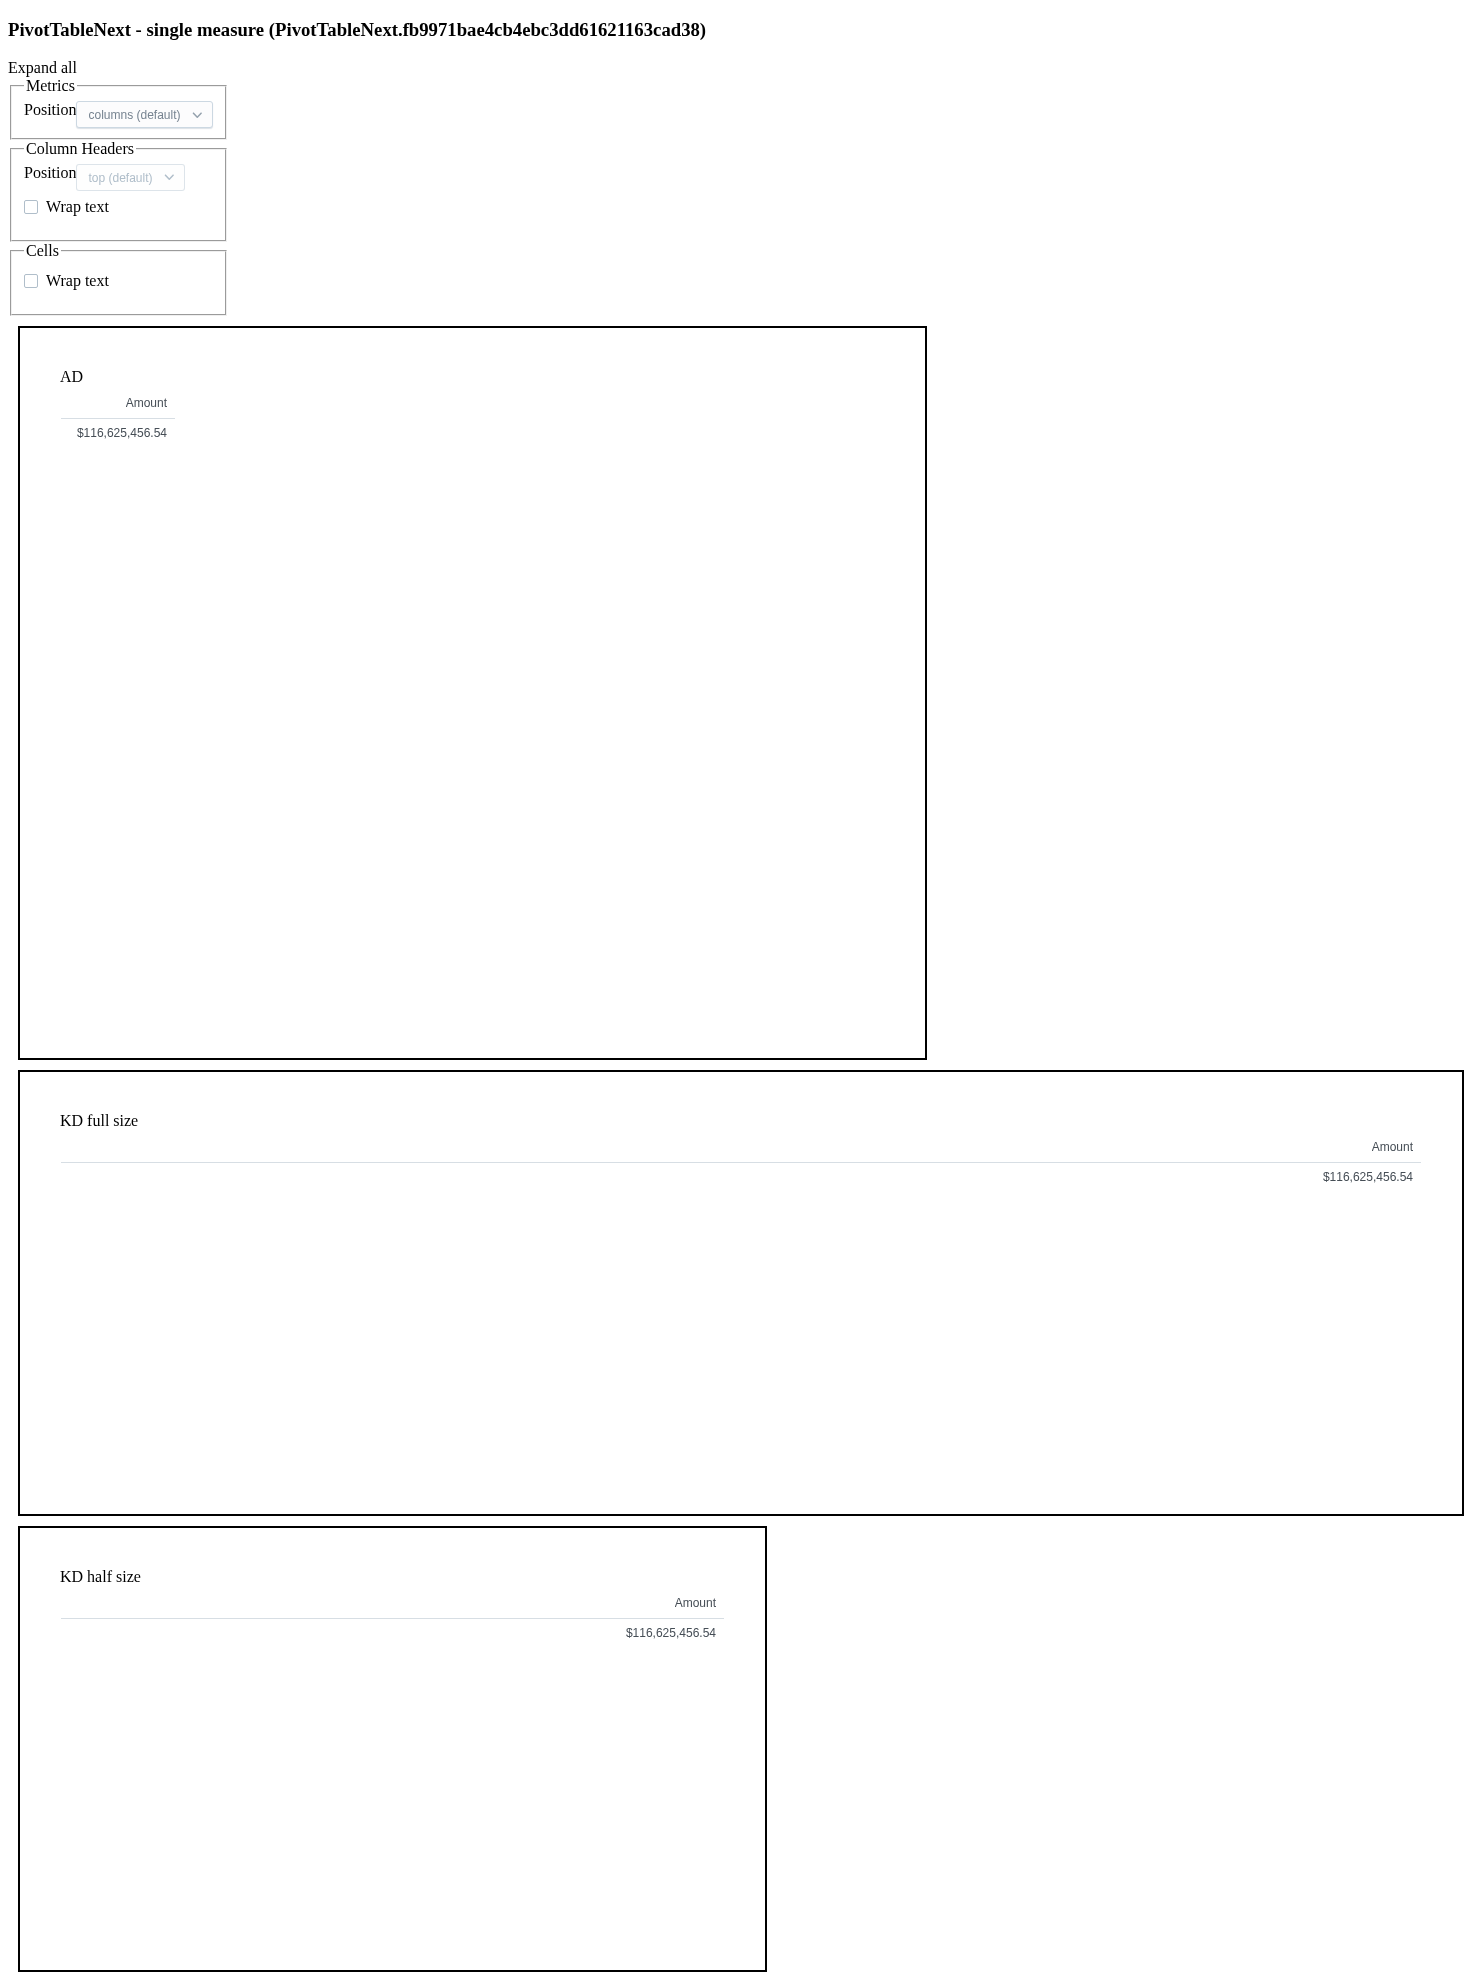 PivotTableNext - single measure (PivotTableNext.fb9971bae4cb4ebc3dd61621163cad38)
Expand all
Metrics
Position columns (default)
Column Headers
Position top (default)
Wrap text
Cells
Wrap text
AD
Amount
$116,625,456.54
KD full size
Amount
$116,625,456.54
KD half size
Amount
$116,625,456.54